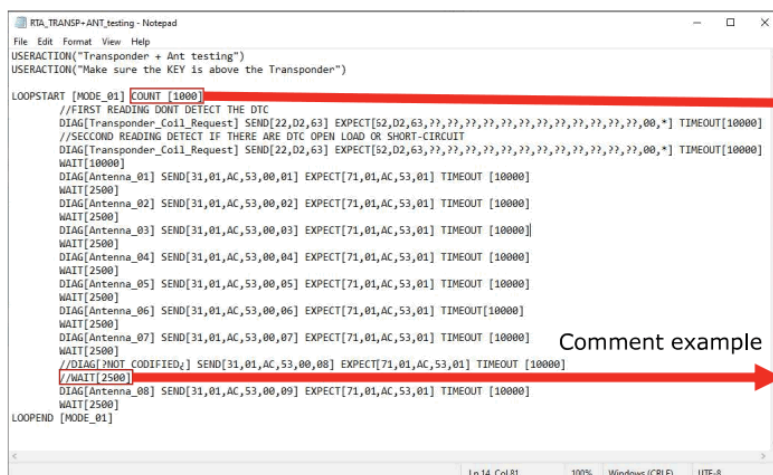 RTA_TRANSP+ANT_testing - Notepad
File Edit Format View Help
USERACTION("Transponder + Ant testing")
USERACTION("Make sure the KEY is above the Transponder")
LOOPSTART [MODE_01] COUNT [1000]
//FIRST READING DONT DETECT THE DTC
DIAG[Transponder_Coil_Request] SEND[22,D2,63] EXPECT[62,D2,63,??,??,??,??,??,??,??,??,??,??,??,??,00,*] TIMEOUT[10000]
//SECCOND READING DETECT IF THERE ARE DTC OPEN LOAD OR SHORT-CIRCUIT
DIAG[Transponder_Coil_Request] SEND[22,D2,63] EXPECT[62,D2,63,??,??,??,??,??,??,??,??,??,??,??,??,00,*] TIMEOUT[10000]
WAIT[10000]
DIAG[Antenna_01] SEND[31,01,AC,53,00,01] EXPECT[71,01,AC,53,01] TIMEOUT [10000]
WAIT[2500]
DIAG[Antenna_02] SEND[31,01,AC,53,00,02] EXPECT[71,01,AC,53,01] TIMEOUT [10000]
WAIT[2500]
DIAG[Antenna_03] SEND[31,01,AC,53,00,03] EXPECT[71,01,AC,53,01] TIMEOUT [10000]
WAIT[2500]
DIAG[Antenna_04] SEND[31,01,AC,53,00,04] EXPECT[71,01,AC,53,01] TIMEOUT [10000]
WAIT[2500]
DIAG[Antenna_05] SEND[31,01,AC,53,00,05] EXPECT[71,01,AC,53,01] TIMEOUT [10000]
WAIT[2500]
DIAG[Antenna_06] SEND[31,01,AC,53,00,06] EXPECT[71,01,AC,53,01] TIMEOUT[10000]
WAIT[2500]
DIAG[Antenna_07] SEND[31,01,AC,53,00,07] EXPECT[71,01,AC,53,01] TIMEOUT [10000]
WAIT[2500]
Comment example
//DIAG[?NOT CODIFIED¿] SEND[31,01,AC,53,00,08] EXPECT[71,01,AC,53,01] TIMEOUT [10000]
//WAIT[2500]
DIAG[Antenna_08] SEND[31,01,AC,53,00,09] EXPECT[71,01,AC,53,01] TIMEOUT [10000]
WAIT[2500]
LOOPEND [MODE_01]
Ln 14, Col 81 100% Windows (CRLF) UTF-8